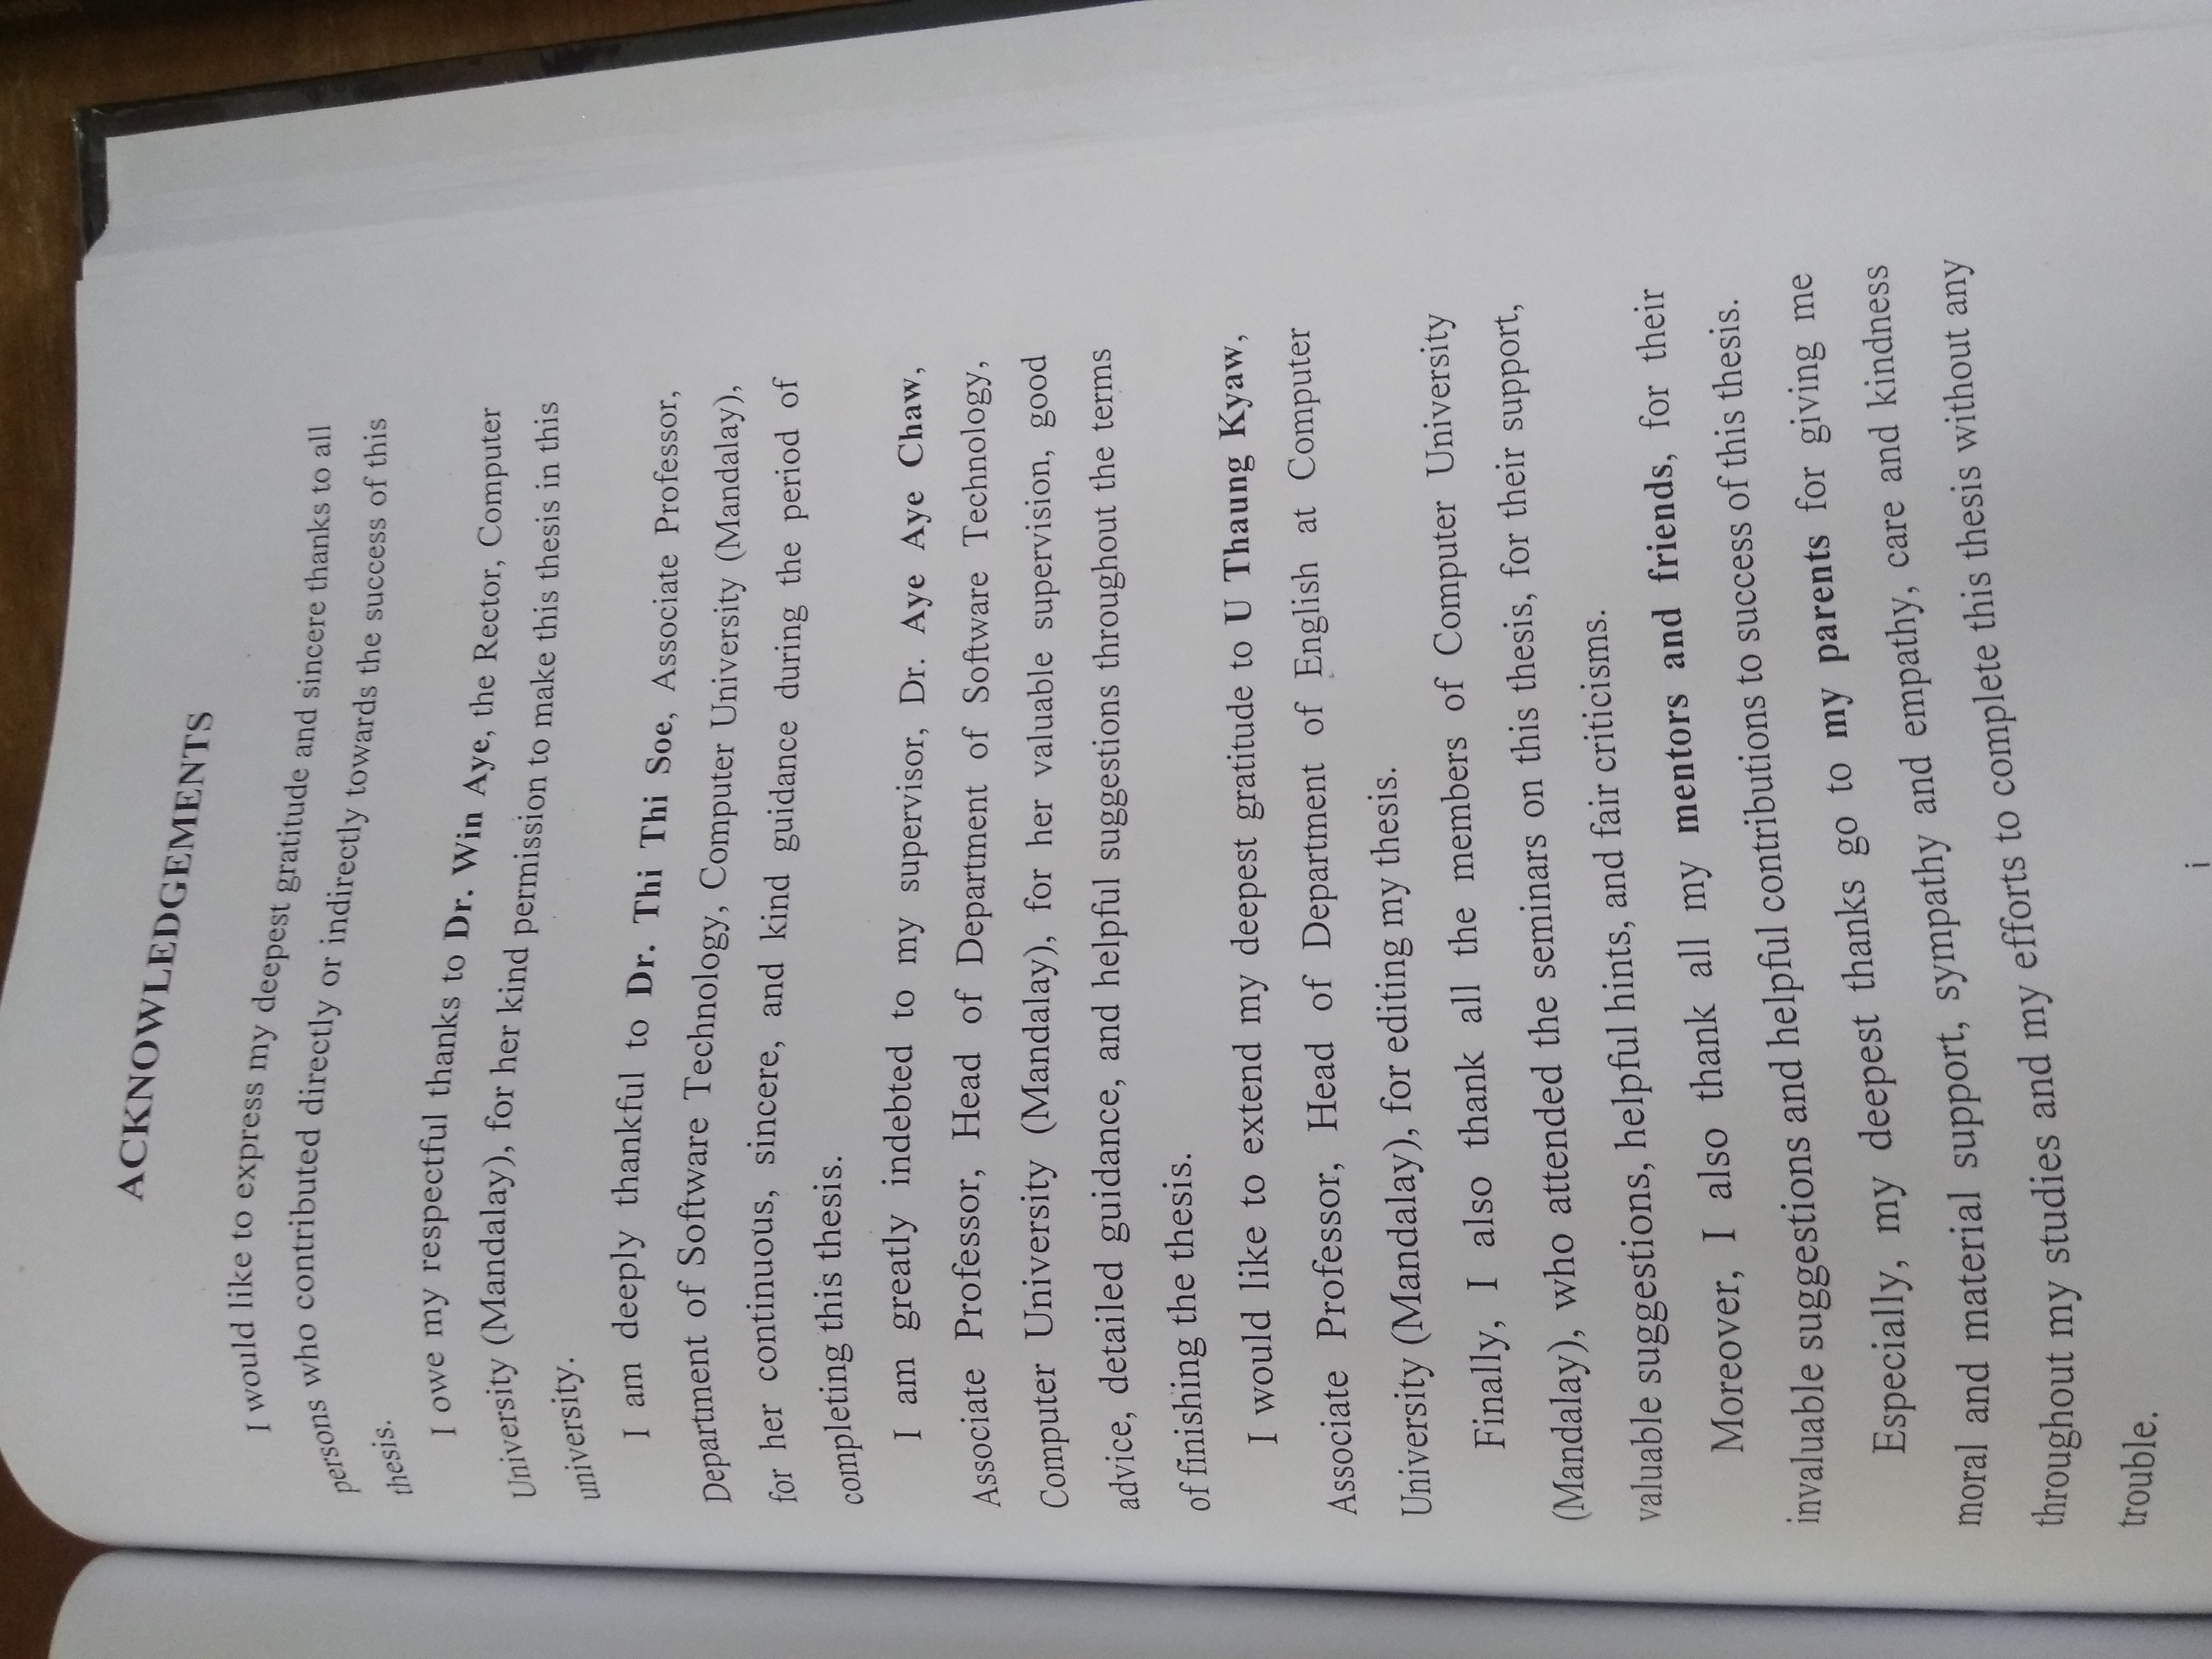 ACKNOWLEDGEMENTS
I would like to express my deepest gratitude and sincere thanks to all
persons who contributed directly or indirectly towards the success of this
thesis.
I owe my respectful thanks to Dr. Win Aye, the Rector, Computer
University (Mandalay), for her kind permission to make this thesis in this
university.
I am deeply thankful to Dr. Thi Thi Soe, Associate Professor,
Department of Software Technology, Computer University (Mandalay),
for her continuous, sincere, and kind guidance during the period of
completing this thesis.
I am greatly indebted to my supervisor, Dr. Aye Aye Chaw,
Associate Professor, Head of Department of Software Technology,
Computer University (Mandalay), for her valuable supervision, good
advice, detailed guidance, and helpful suggestions throughout the terms
of finishing the thesis.
I would like to extend my deepest gratitude to U Thaung Kyaw,
Associate Professor, Head of Department of English at Computer
University (Mandalay), for editing my thesis.
Finally, I also thank all the members of Computer University
(Mandalay), who attended the seminars on this thesis, for their support,
valuable suggestions, helpful hints, and fair criticisms.
Moreover, I also thank all my mentors and friends, for their
invaluable suggestions and helpful contributions to success of this thesis.
Especially, my deepest thanks go to my parents for giving me
moral and material support, sympathy and empathy, care and kindness
throughout my studies and my efforts to complete this thesis without any
trouble.
i